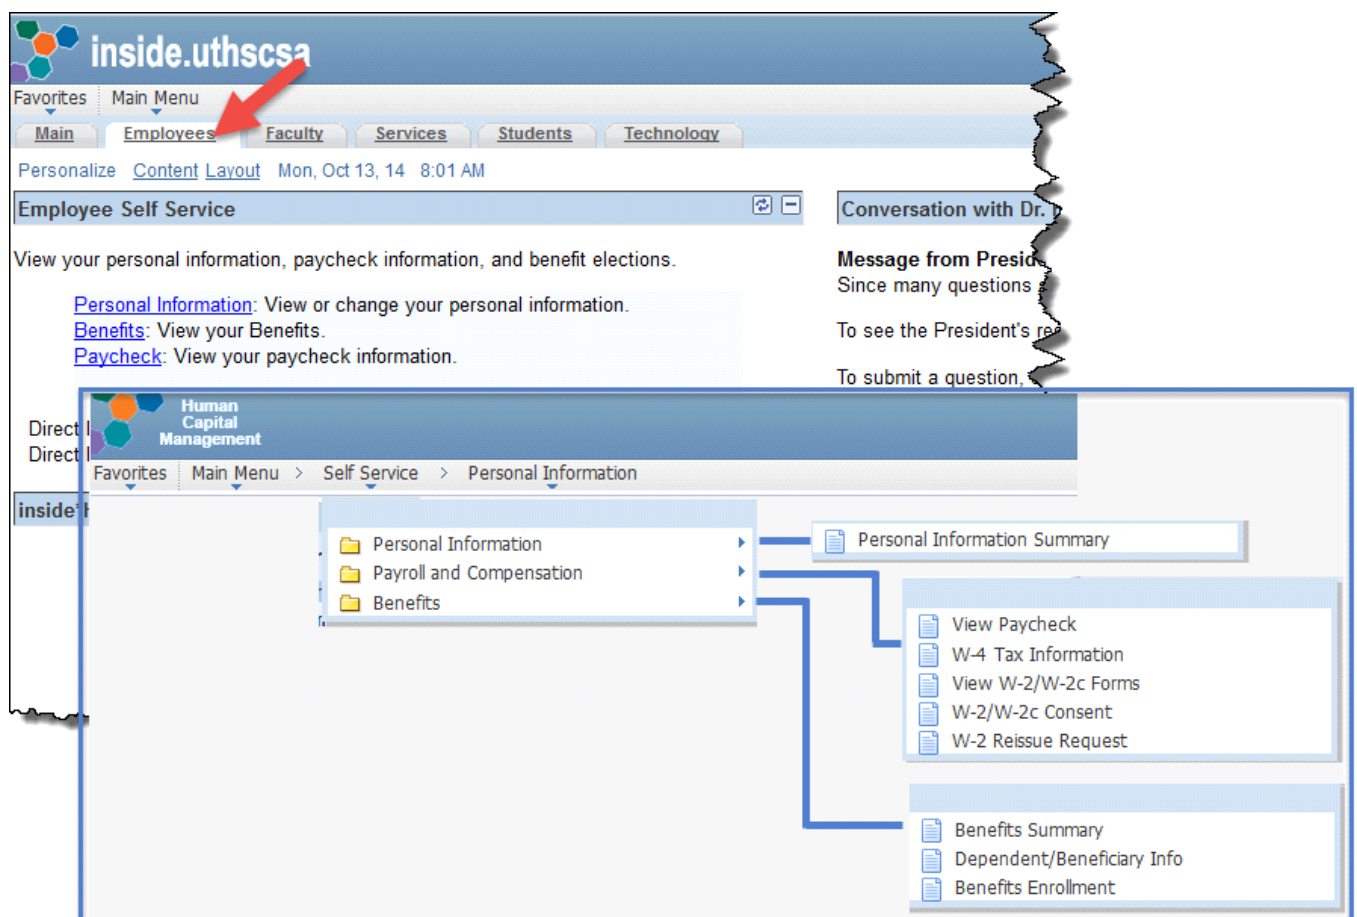 inside.uthscsa
Favorites Main Menu
Main Employees Faculty Services Students Technology
Personalize Content Layout Mon, Oct 13, 14 8:01 AM
Employee Self Service
View your personal information, paycheck information, and benefit elections.
Personal Information: View or change your personal information.
Benefits: View your Benefits.
Paycheck: View your paycheck information.
Conversation with Dr.
Message from
Since many questions
To see the President's
To submit a question,
Direct
Direct
Human
Capital
Management
Favorites Main Menu > Self Service > Personal Information
Personal Information
Payroll and Compensation
Benefits
Personal Information Summary
View Paycheck
W-4 Tax Information
View W-2/W-2c Forms
W-2/W-2c Consent
W-2 Reissue Request
Benefits Summary
Dependent/Beneficiary Info
Benefits Enrollment